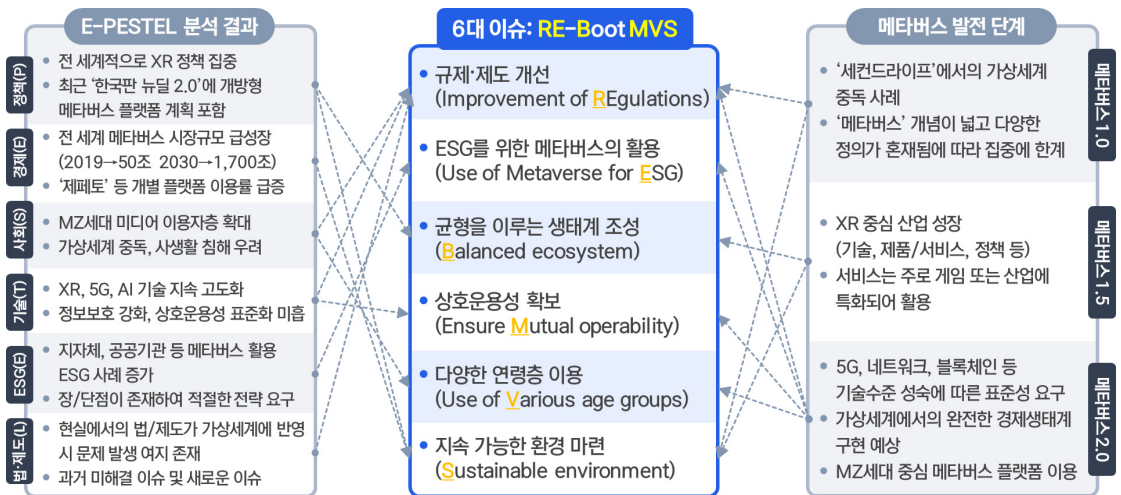 E-PESTEL 분석 결과
정책(P)
• 전 세계적으로 XR 정책 집중
• 최근 ‘한국판 뉴딜 2.0’에 개방형
메타버스 플랫폼 계획 포함
경제(E)
• 전 세계 메타버스 시장규모 급성장
(2019→50조 2030→1,700조)
• ‘제페토’ 등 개별 플랫폼 이용률 급증
사회(S)
• MZ세대 미디어 이용자층 확대
• 가상세계 중독, 사생활 침해 우려
기술(T)
• XR, 5G, AI 기술 지속 고도화
• 정보보호 강화, 상호운용성 표준화 미흡
ESG(E)
• 지자체, 공공기관 등 메타버스 활용
ESG 사례 증가
• 장/단점이 존재하여 적절한 전략 요구
법·제도(L)
• 현실에서의 법/제도가 가상세계에 반영
시 문제 발생 여지 존재
• 과거 미해결 이슈 및 새로운 이슈
6대 이슈: RE-Boot MVS
• 규제·제도 개선
(Improvement of REgulations)
• ESG를 위한 메타버스의 활용
(Use of Metaverse for ESG)
• 균형을 이루는 생태계 조성
(Balanced ecosystem)
• 상호운용성 확보
(Ensure Mutual operability)
• 다양한 연령층 이용
(Use of Various age groups)
• 지속 가능한 환경 마련
(Sustainable environment)
메타버스 발전 단계
메타버스 1.0
• ‘세컨드라이프’에서의 가상세계
중독 사례
• ‘메타버스’ 개념이 넓고 다양한
정의가 혼재됨에 따라 집중에 한계
메타버스 1.5
• XR 중심 산업 성장
(기술, 제품/서비스, 정책 등)
• 서비스는 주로 게임 또는 산업에
특화되어 활용
메타버스 2.0
• 5G, 네트워크, 블록체인 등
기술수준 성숙에 따른 표준성 요구
• 가상세계에서의 완전한 경제생태계
구현 예상
• MZ세대 중심 메타버스 플랫폼 이용